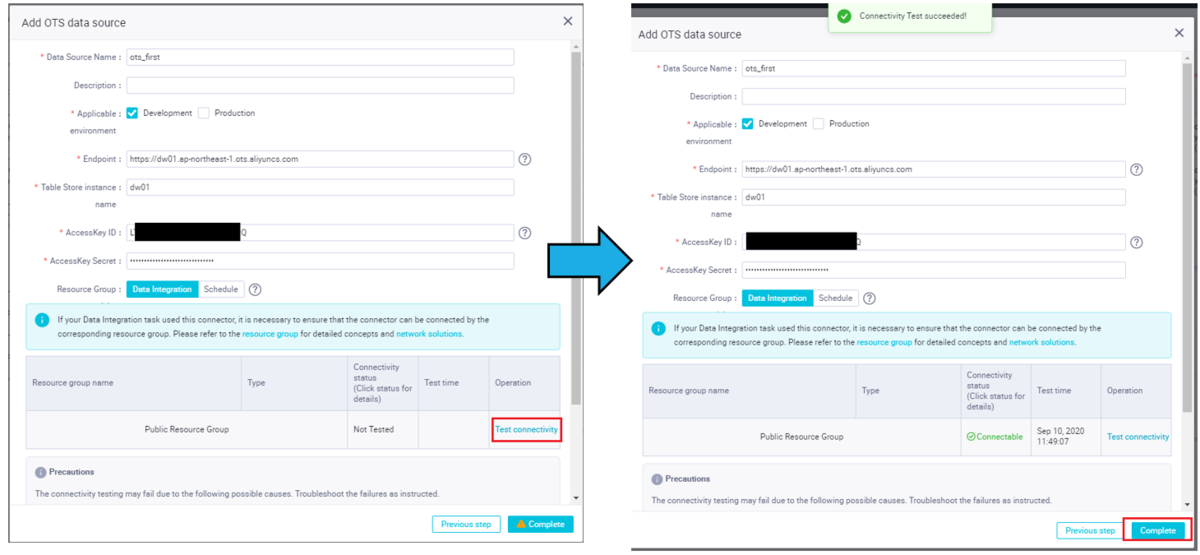 Add OTS data source
* Data Source Name : ots_first
Description :
* Applicable : Development Production
environment
* Endpoint : https://dw01.ap-northeast-1.ots.aliyuncs.com
* Table Store instance : dw01
name
* AccessKey ID : L Q
* AccessKey Secret : ••••••••••••••••••••••••••••••
Resource Group : Data Integration Schedule
If your Data Integration task used this connector, it is necessary to ensure that the connector can be connected by the
corresponding resource group. Please refer to the resource group for detailed concepts and network solutions.
Resource group name Type Connectivity status (Click status for details) Test time Operation
Public Resource Group Not Tested Test connectivity
Precautions
The connectivity testing may fail due to the following possible causes. Troubleshoot the failures as instructed.
Previous step Complete
Connectivity Test succeeded!
Add OTS data source
* Data Source Name : ots_first
Description :
* Applicable : Development Production
environment
* Endpoint : https://dw01.ap-northeast-1.ots.aliyuncs.com
* Table Store instance : dw01
name
* AccessKey ID : Q
* AccessKey Secret : ••••••••••••••••••••••••••••••
Resource Group : Data Integration Schedule
If your Data Integration task used this connector, it is necessary to ensure that the connector can be connected by the
corresponding resource group. Please refer to the resource group for detailed concepts and network solutions.
Resource group name Type Connectivity status (Click status for details) Test time Operation
Public Resource Group Connectable Sep 10, 2020 11:49:07 Test connectivity
Precautions
The connectivity testing may fail due to the following possible causes. Troubleshoot the failures as instructed.
Previous step Complete